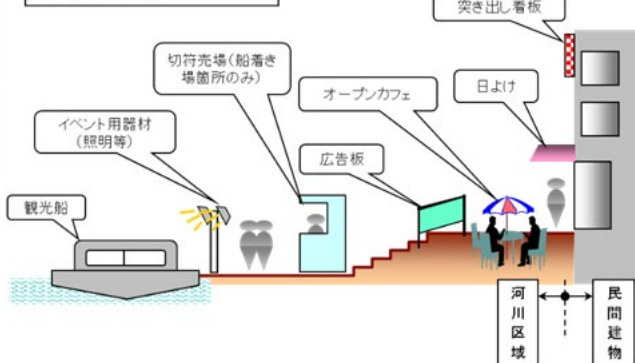 突き出し看板
切符売場（船着き
場箇所のみ）
オープンカフェ
日よけ
イベント用器材
（照明等）
広告板
観光船
河川区域
民間建物